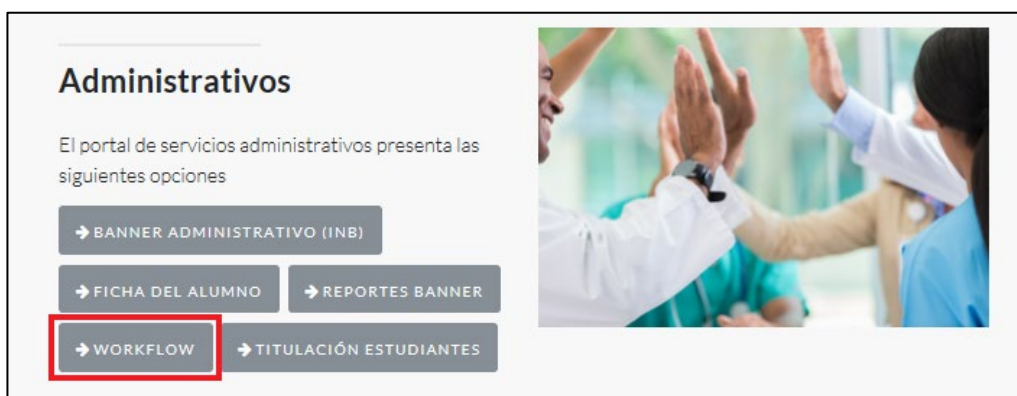 Administrativos
El portal de servicios administrativos presenta las
siguientes opciones
BANNER ADMINISTRATIVO (INB)
FICHA DEL ALUMNO
REPORTES BANNER
WORKFLOW
TITULACIÓN ESTUDIANTES